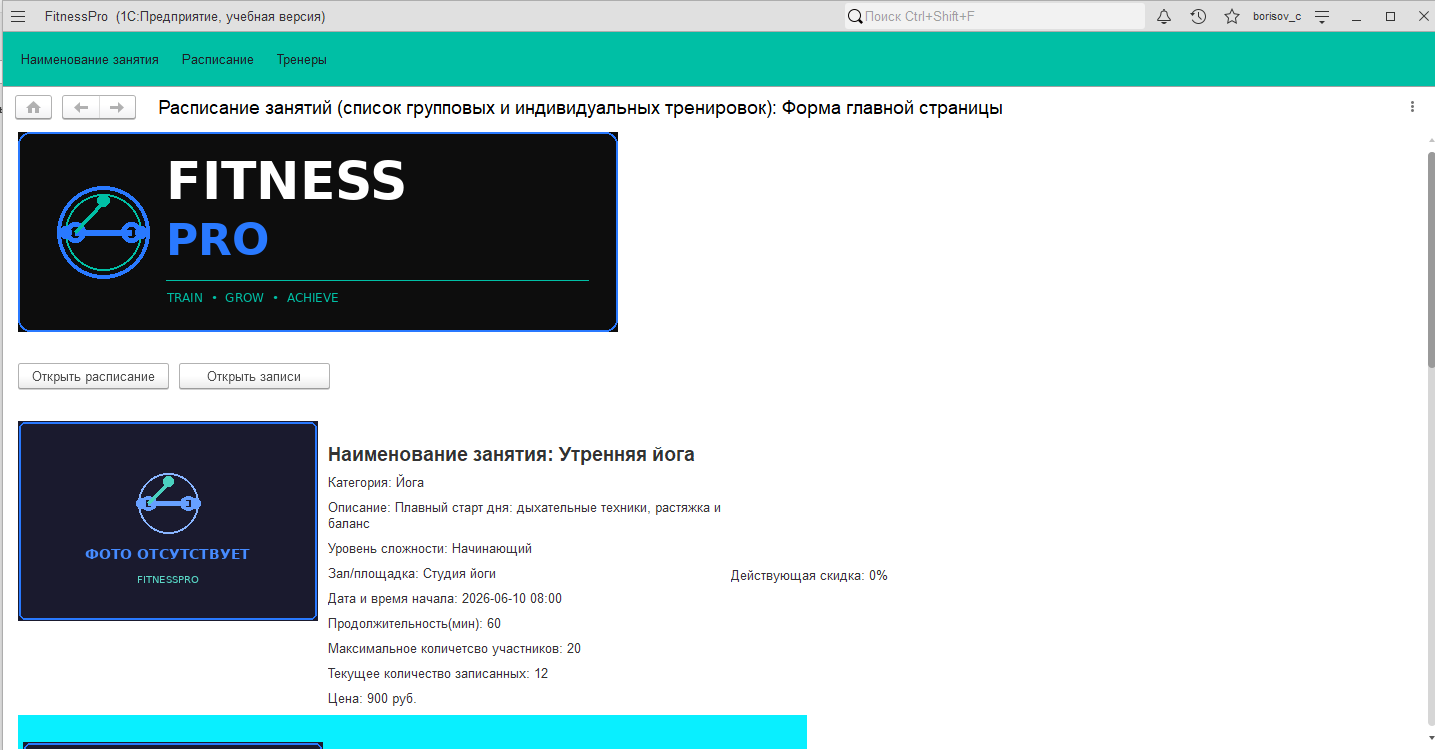 FitnessPro (1С:Предприятие, учебная версия)
Поиск Ctrl+Shift+F
borisov_c
Наименование занятия Расписание Тренеры
Расписание занятий (список групповых и индивидуальных тренировок): Форма главной страницы
FITNESS
PRO
TRAIN • GROW • ACHIEVE
Открыть расписание Открыть записи
ФОТО ОТСУТСТВУЕТ
FITNESSPRO
Наименование занятия: Утренняя йога
Категория: Йога
Описание: Плавный старт дня: дыхательные техники, растяжка и
баланс
Уровень сложности: Начинающий
Зал/площадка: Студия йоги
Дата и время начала: 2026-06-10 08:00
Продолжительность(мин): 60
Максимальное количетсво участников: 20
Текущее количество записанных: 12
Цена: 900 руб.
Действующая скидка: 0%